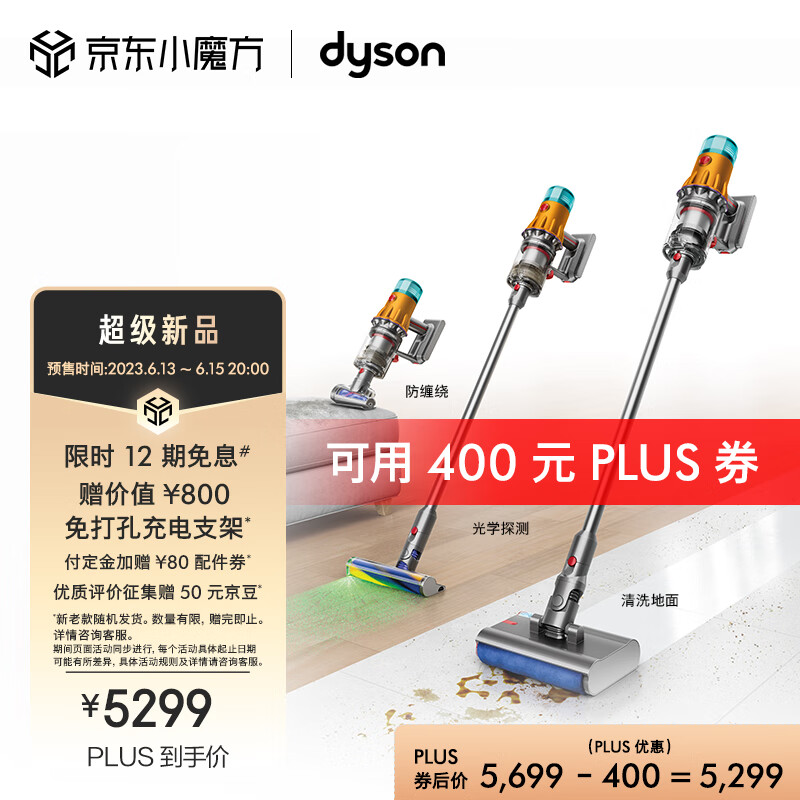 京东小魔方 dyson
超级新品
预售时间:2023.6.13 ~ 6.15 20:00
限时 12 期免息#
赠价值 ¥800
免打孔充电支架*
付定金加赠 ¥80 配件券*
优质评价征集赠 50 元京豆*
*新老款随机发货。数量有限，赠完即止。
详情咨询客服。
期间页面活动同步进行，每个活动具体起止日期
可能有所差异，具体活动规则及详情请咨询客服。
¥5299
PLUS 到手价
防缠绕
可用 400 元 PLUS 券
光学探测
清洗地面
(PLUS 优惠)
PLUS
券后价 5,699 - 400 = 5,299